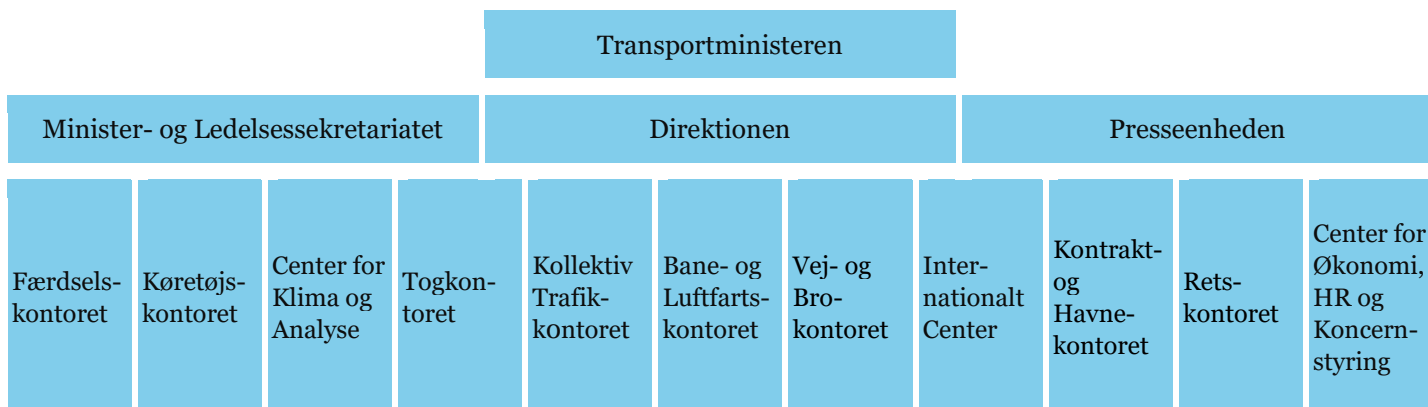 Transportministeren
Minister- og Ledelsessekretariatet
Direktionen
Presseenheden
Færdsels-
kontoret
Køretøjs-
kontoret
Center for
Klima og
Analyse
Togkon-
toret
Kollektiv
Trafik-
kontoret
Bane- og
Luftfarts-
kontoret
Vej- og
Bro-
kontoret
Inter-
nationalt
Center
Kontrakt-
og
Havne-
kontoret
Rets-
kontoret
Center for
Økonomi,
HR og
Koncern-
styring